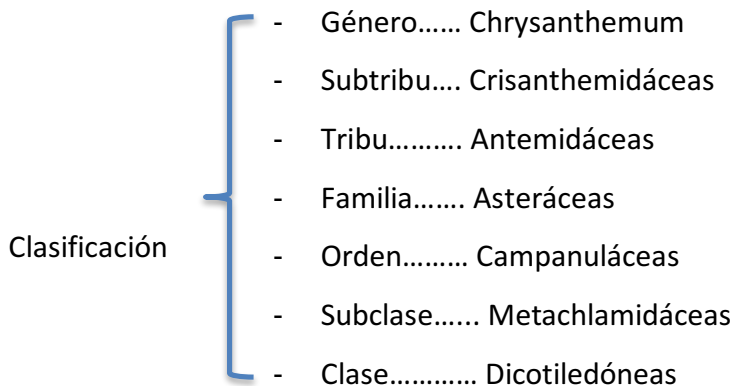 - Género...... Chrysanthemum
- Subtribu.... Crisanthemidáceas
- Tribu.......... Antemidáceas
- Familia....... Asteráceas
Clasificación
- Orden......... Campanuláceas
- Subclase...... Metachlamidáceas
- Clase............ Dicotiledóneas